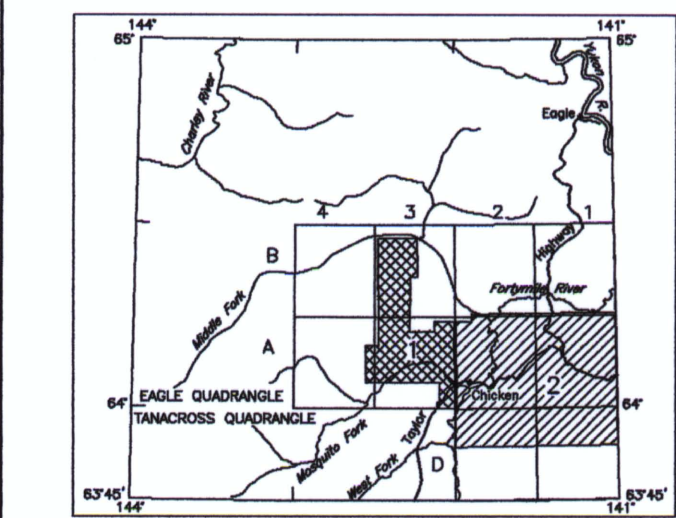 144° 141°
65° 65°
Yukon R.
Charley River
Eagle
4 3 2 1
B
Highway
Fortymile River
Middle Fork
A
1
EAGLE QUADRANGLE
Chicken
2
64° 64°
TANACROSS QUADRANGLE
Mosquito Fork
Taylor
West Fork
D
63°45' 63°45'
144° 141°